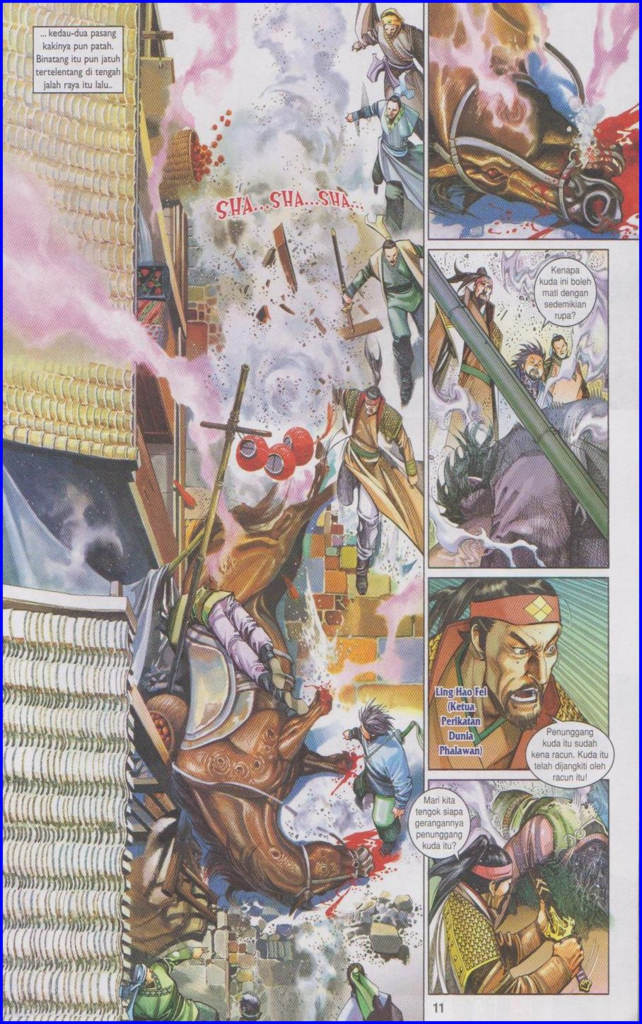 ... kedau-dua pasang
kakinya pun patah.
Binatang itu pun jatuh
tertelentang di tengah
jalah raya itu lalu..
SHA...SHA...SHA...
Kenapa
kuda ini boleh
mati dengan
sedemikian
rupa?
Ling Hao Fei
(Ketua
Perikatan
Dunia
Phalawan)
Penunggang
kuda itu sudah
kena racun. Kuda itu
telah dijangkiti oleh
racun itu!
Mari kita
tengok siapa
gerangannya
penunggang
kuda itu?
11